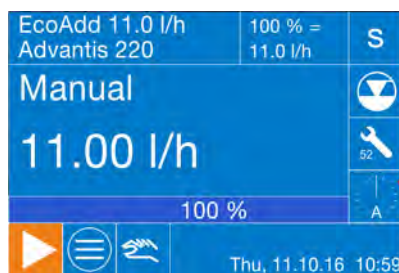 EcoAdd 11.0 l/h
Advantis 220
100 % =
11.0 l/h
S
Manual
11.00 l/h
52
100 %
A
Thu, 11.10.16 10:59